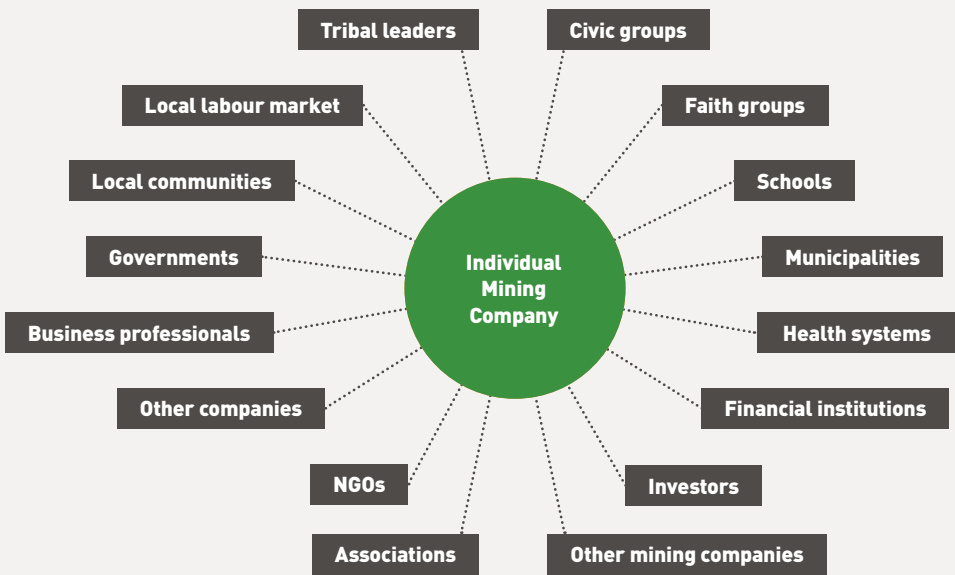 Tribal leaders
Civic groups
Local labour market
Faith groups
Local communities
Schools
Governments
Municipalities
Individual
Mining
Company
Business professionals
Health systems
Other companies
Financial institutions
NGOs
Investors
Associations
Other mining companies